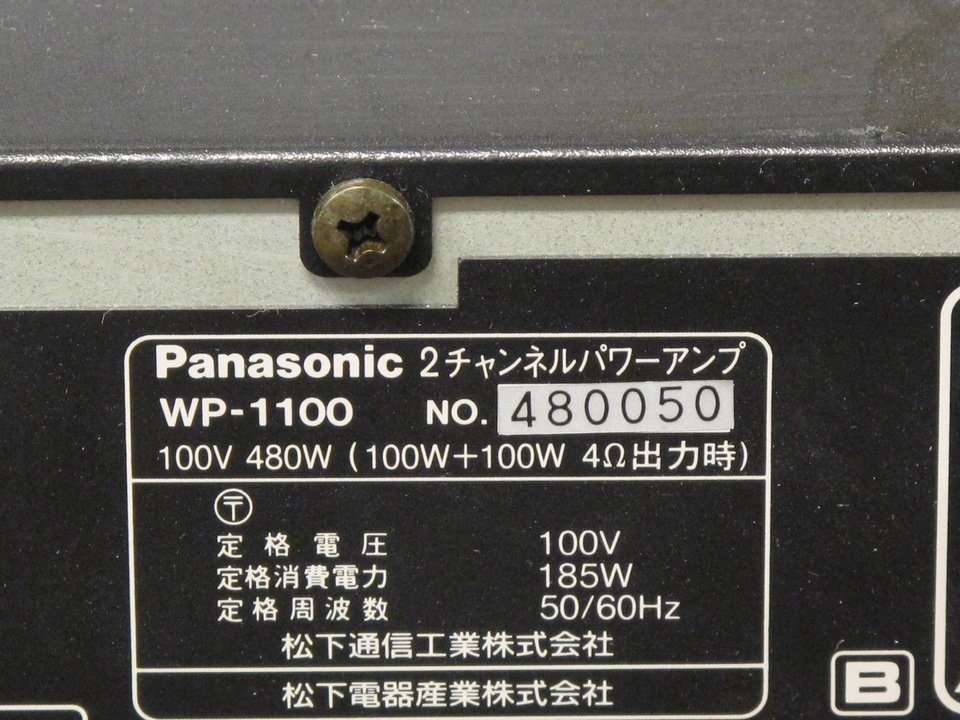 Panasonic 2チャンネルパワーアンプ
WP-1100 NO. 480050
100V 480W (100W+100W 4Ω出力時)
〒
定格電圧 100V
定格消費電力 185W
定格周波数 50/60Hz
松下通信工業株式会社
松下電器産業株式会社
B